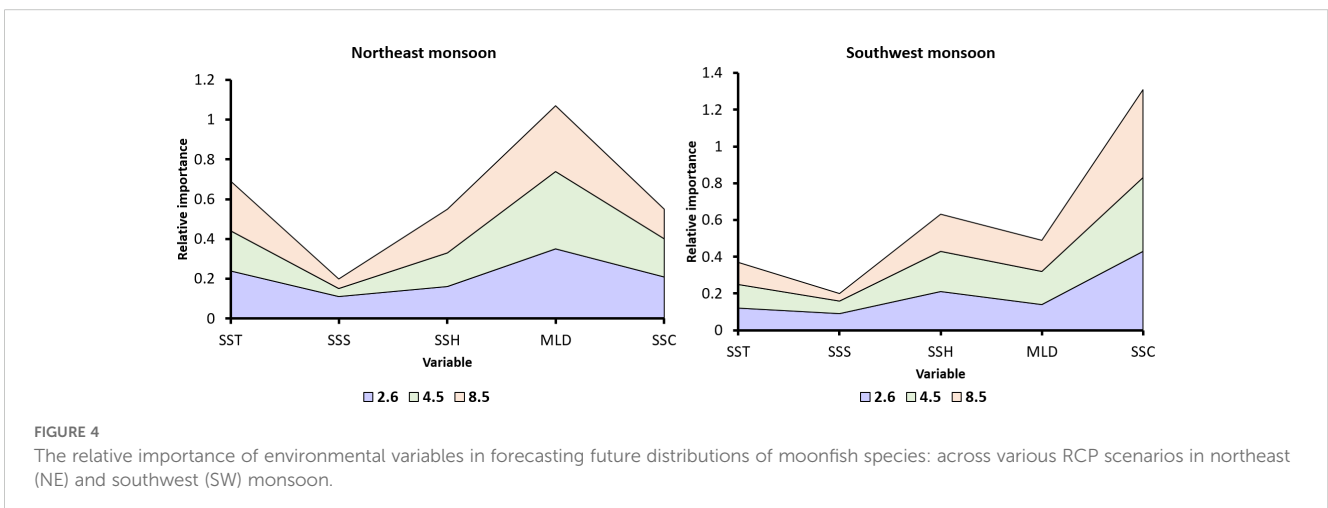 Northeast monsoon
1.2
1
0.8
0.6
0.4
0.2
0
Relative importance
SST SSS SSH MLD SSC
Variable
2.6 4.5 8.5
Southwest monsoon
1.4
1.2
1
0.8
0.6
0.4
0.2
0
Relative importance
SST SSS SSH MLD SSC
Variable
2.6 4.5 8.5
FIGURE 4
The relative importance of environmental variables in forecasting future distributions of moonfish species: across various RCP scenarios in northeast
(NE) and southwest (SW) monsoon.